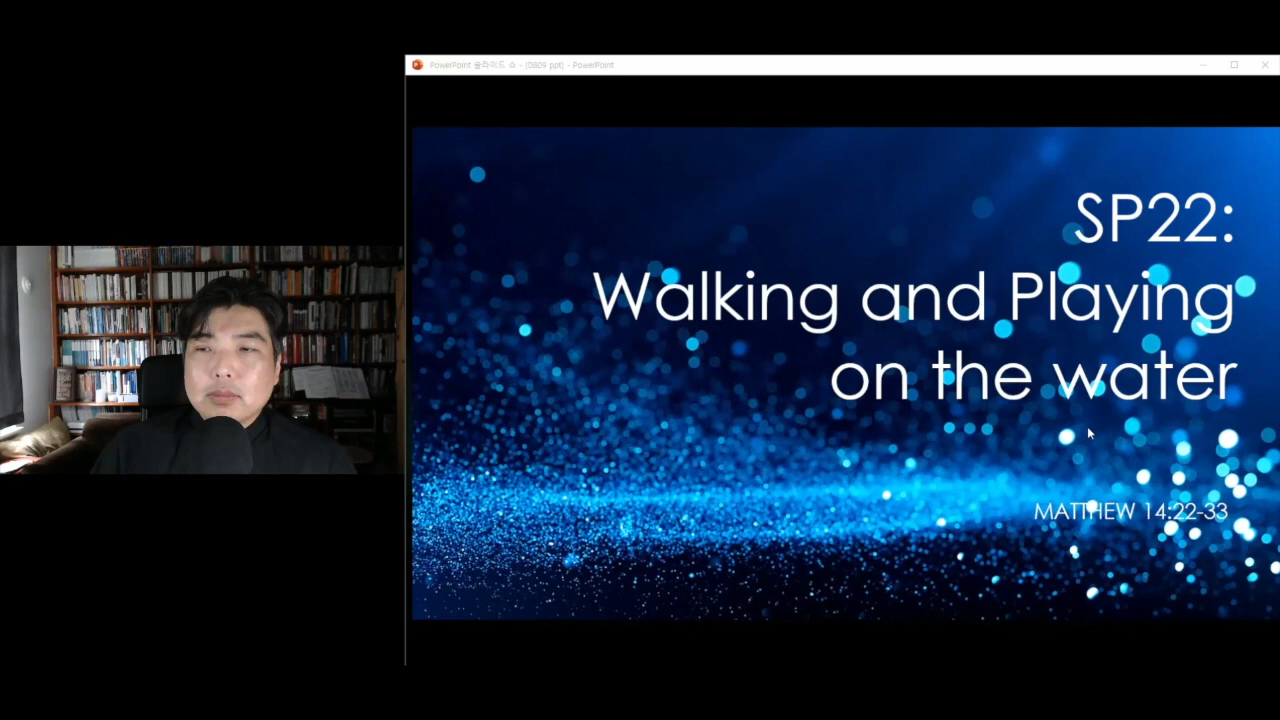 PowerPoint 슬라이드 쇼 - [0809 ppt] - PowerPoint
SP22:
Walking and Playing
on the water
MATTHEW 14:22-33